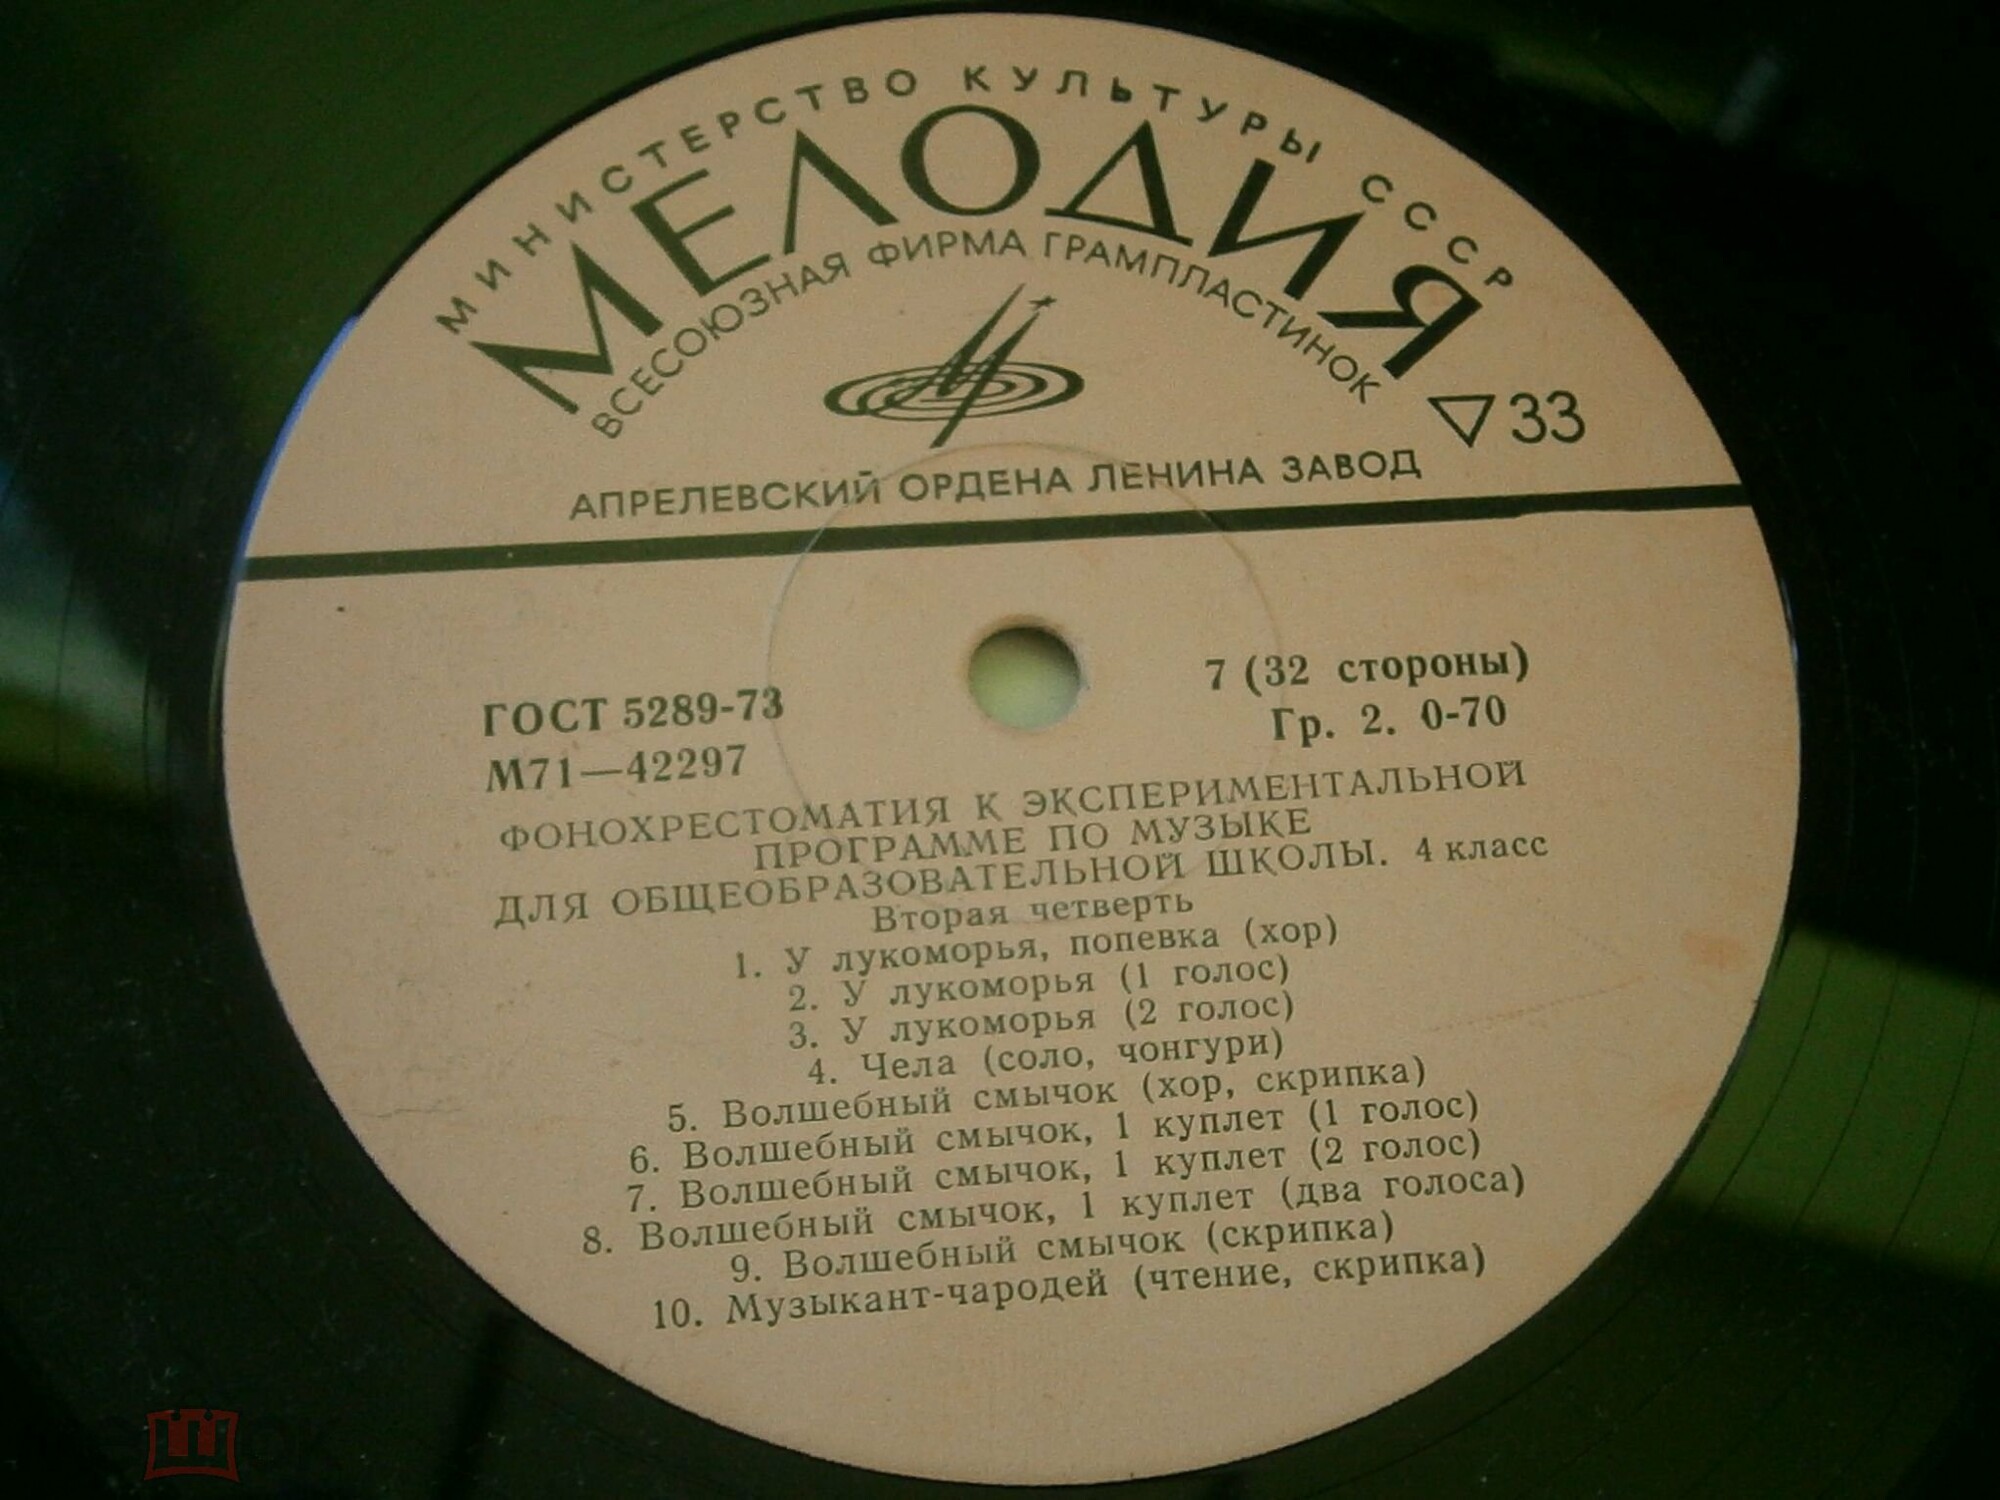 МИНИСТЕРСТВО КУЛЬТУРЫ СССР
МЕЛОДИЯ
ВСЕСОЮЗНАЯ ФИРМА ГРАМПЛАСТИНОК
33
АПРЕЛЕВСКИЙ ОРДЕНА ЛЕНИНА ЗАВОД
7 (32 стороны)
ГОСТ 5289-73
Гр. 2. 0-70
М71—42297
ФОНОХРЕСТОМАТИЯ К ЭКСПЕРИМЕНТАЛЬНОЙ
ПРОГРАММЕ ПО МУЗЫКЕ
ДЛЯ ОБЩЕОБРАЗОВАТЕЛЬНОЙ ШКОЛЫ. 4 класс
Вторая четверть
1. У лукоморья, попевка (хор)
2. У лукоморья (1 голос)
3. У лукоморья (2 голос)
4. Чела (соло, чонгури)
5. Волшебный смычок (хор, скрипка)
6. Волшебный смычок, 1 куплет (1 голос)
7. Волшебный смычок, 1 куплет (2 голос)
8. Волшебный смычок, 1 куплет (два голоса)
9. Волшебный смычок (скрипка)
10. Музыкант-чародей (чтение, скрипка)